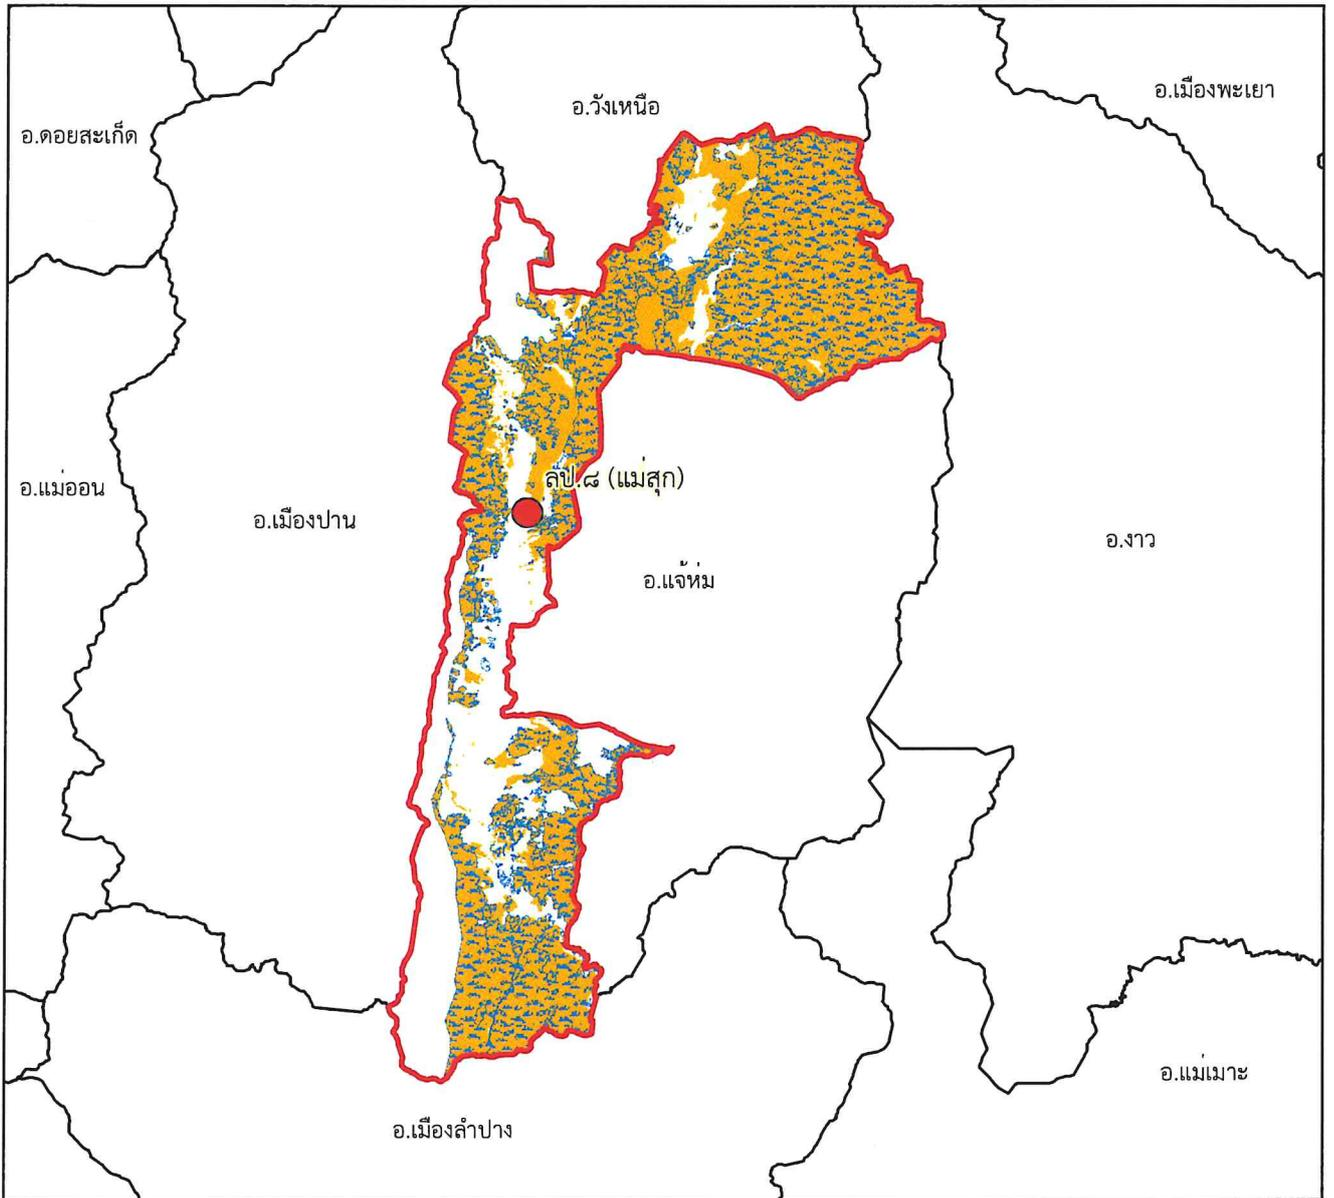 อ.เมืองพะเยา
อ.วังเหนือ
อ.ดอยสะเก็ด
ลป.๘ (แม่สุก)
อ.แม่ออน
อ.เมืองปาน
อ.งาว
อ.แจ้ห่ม
อ.แม่เมาะ
อ.เมืองลำปาง